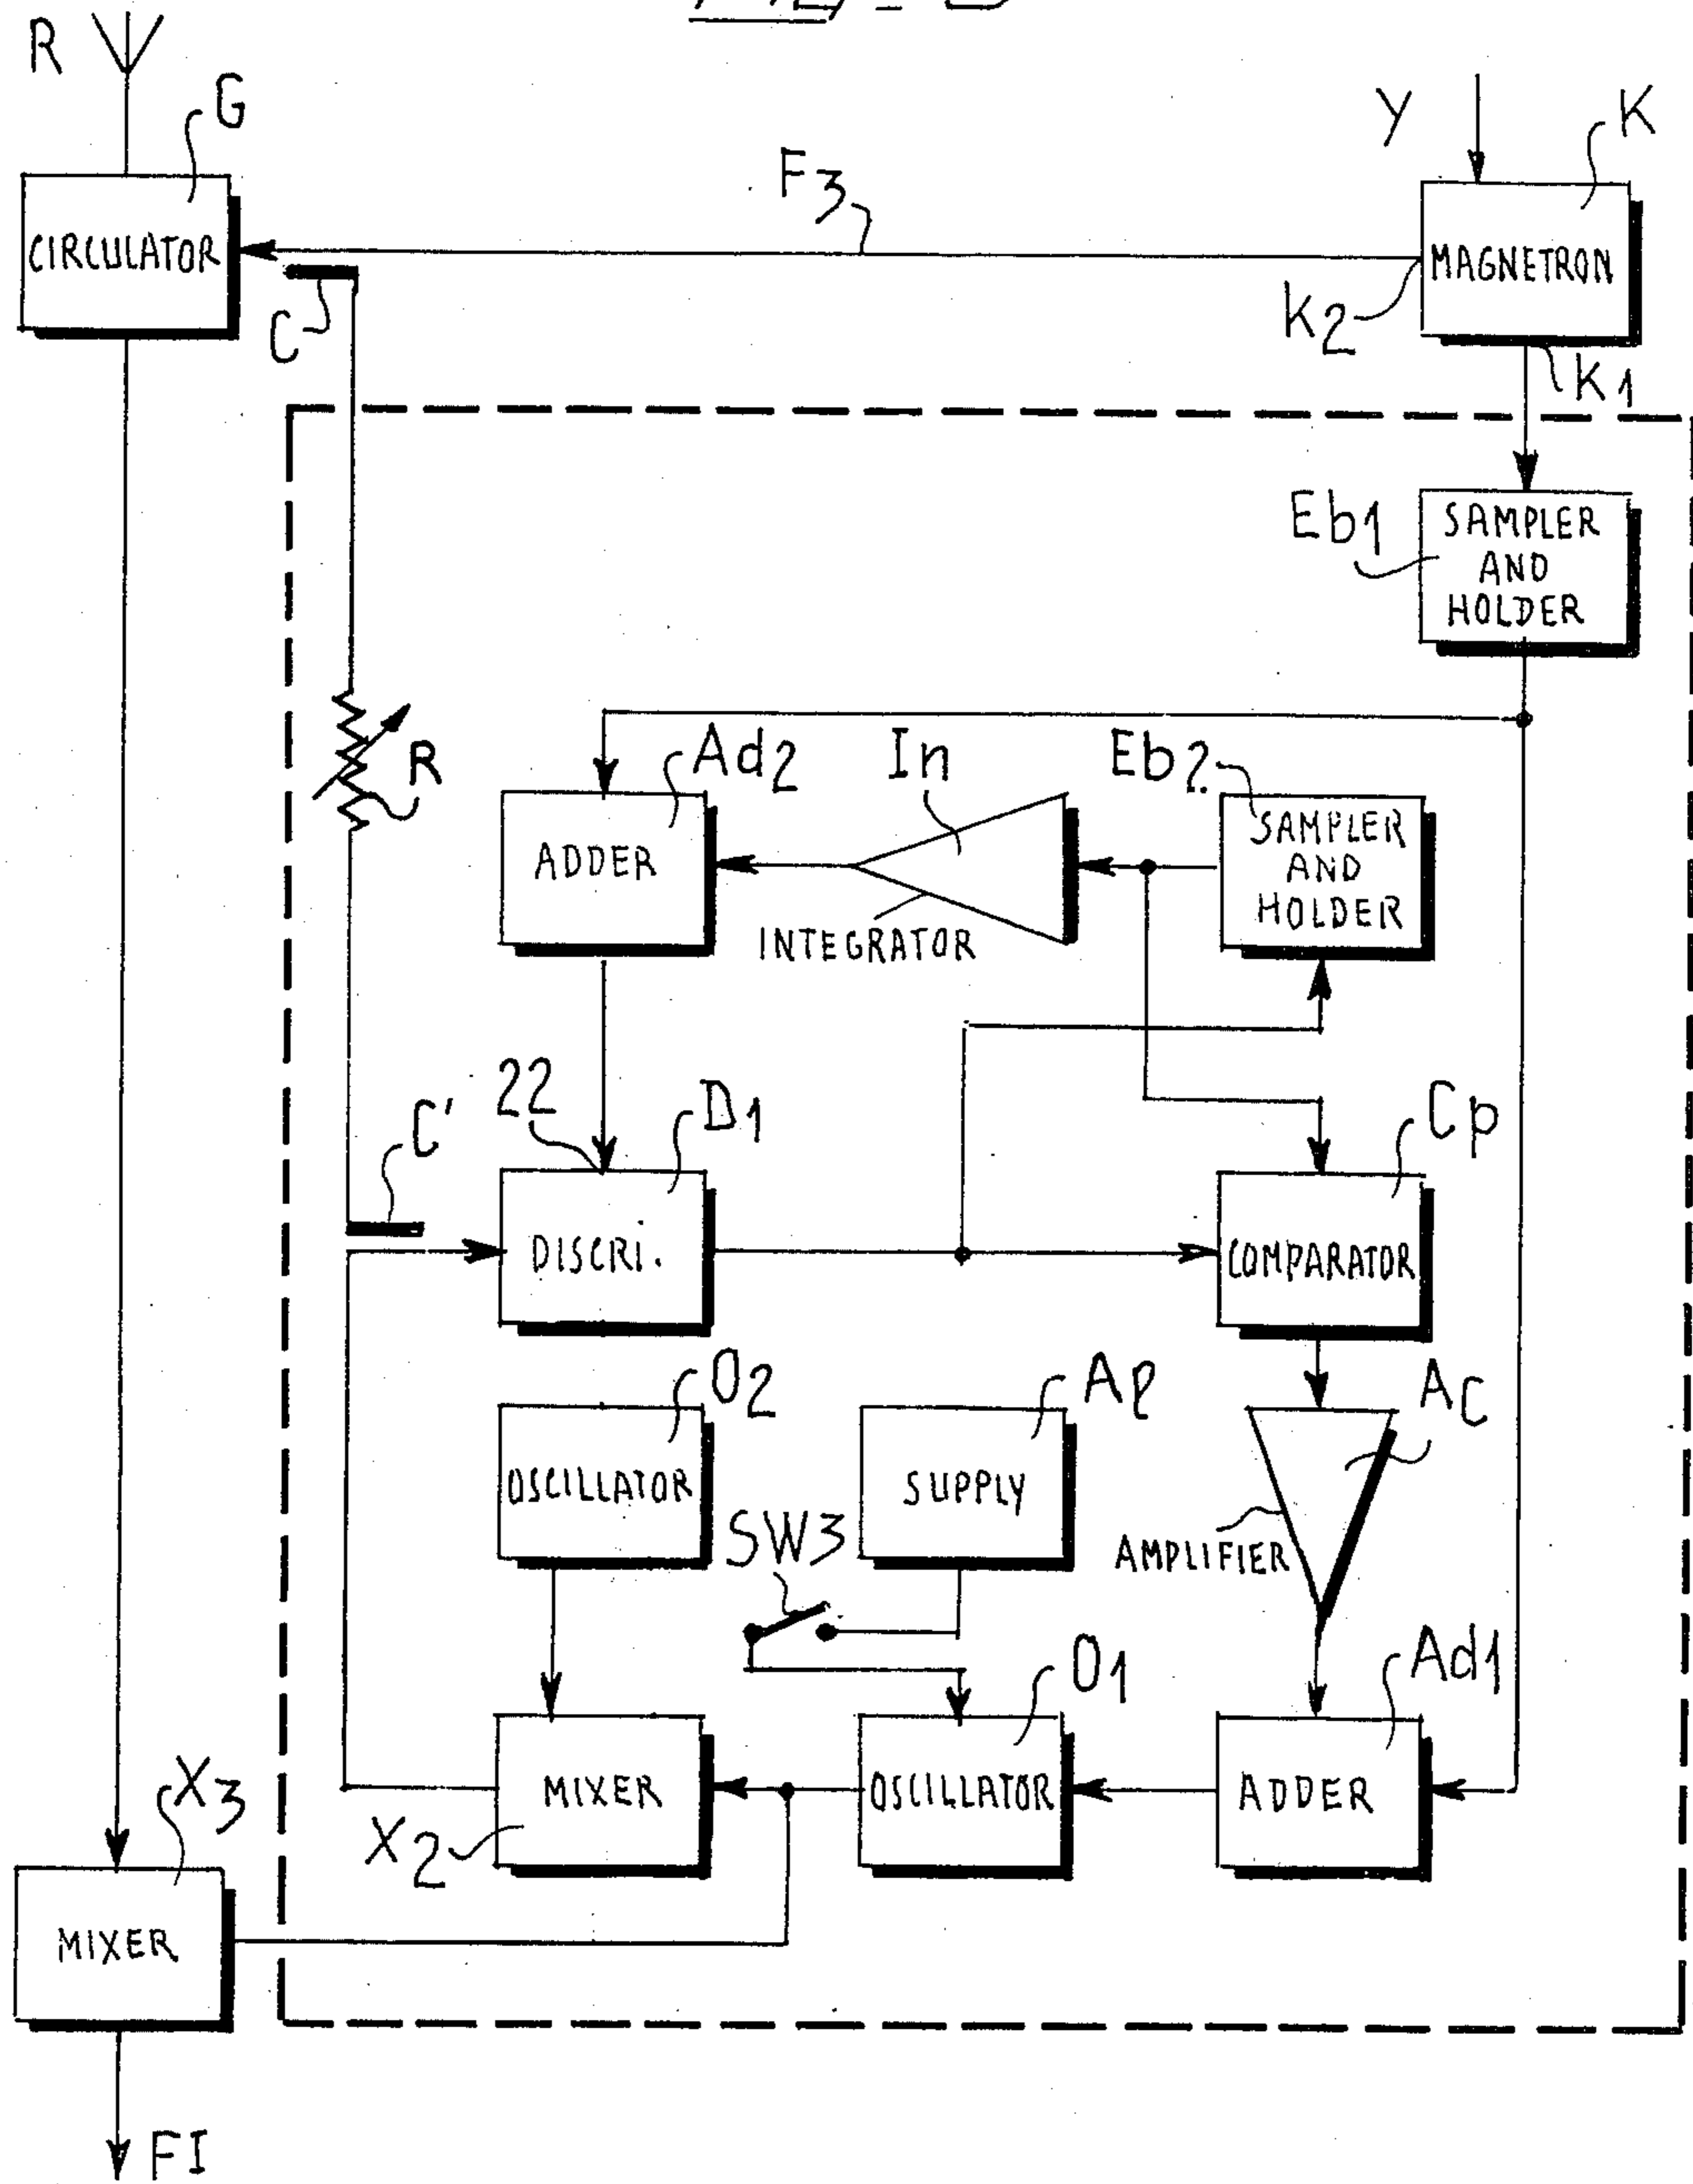 R
G
Y
K
F3
CIRCULATOR
MAGNETRON
C
K2
K1
Eb1
SAMPLER
AND
HOLDER
R
Ad2
In
Eb2
ADDER
SAMPLER
AND
HOLDER
INTEGRATOR
22
D1
C'
Cp
DISCRI.
COMPARATOR
O2
Al
Ac
OSCILLATOR
SUPPLY
SW3
AMPLIFIER
O1
Ad1
X3
MIXER
OSCILLATOR
ADDER
X2
MIXER
FI